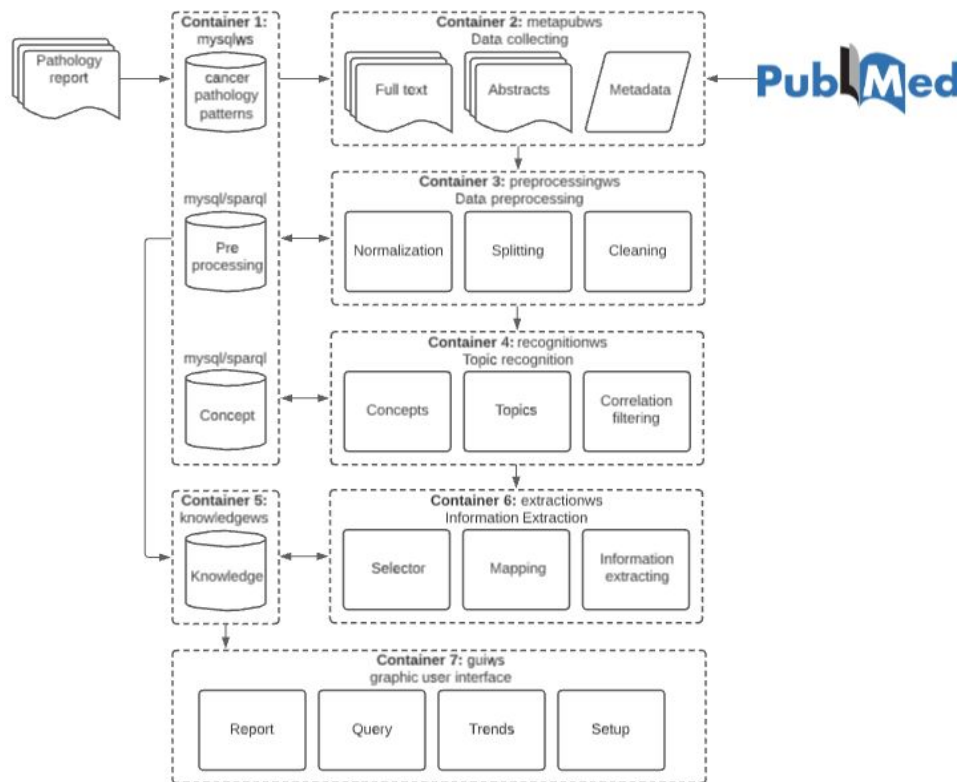 Pathology
report
Container 1:
mysqlws
cancer
pathology
patterns
Container 2: metapubws
Data collecting
Full text
Abstracts
Metadata
PubMed
mysql/sparql
Pre
processing
Container 3: preprocessingws
Data preprocessing
Normalization
Splitting
Cleaning
mysql/sparql
Concept
Container 4: recognitionws
Topic recognition
Concepts
Topics
Correlation
filtering
Container 5:
knowledgews
Knowledge
Container 6: extractionws
Information Extraction
Selector
Mapping
Information
extracting
Container 7: guiws
graphic user interface
Report
Query
Trends
Setup